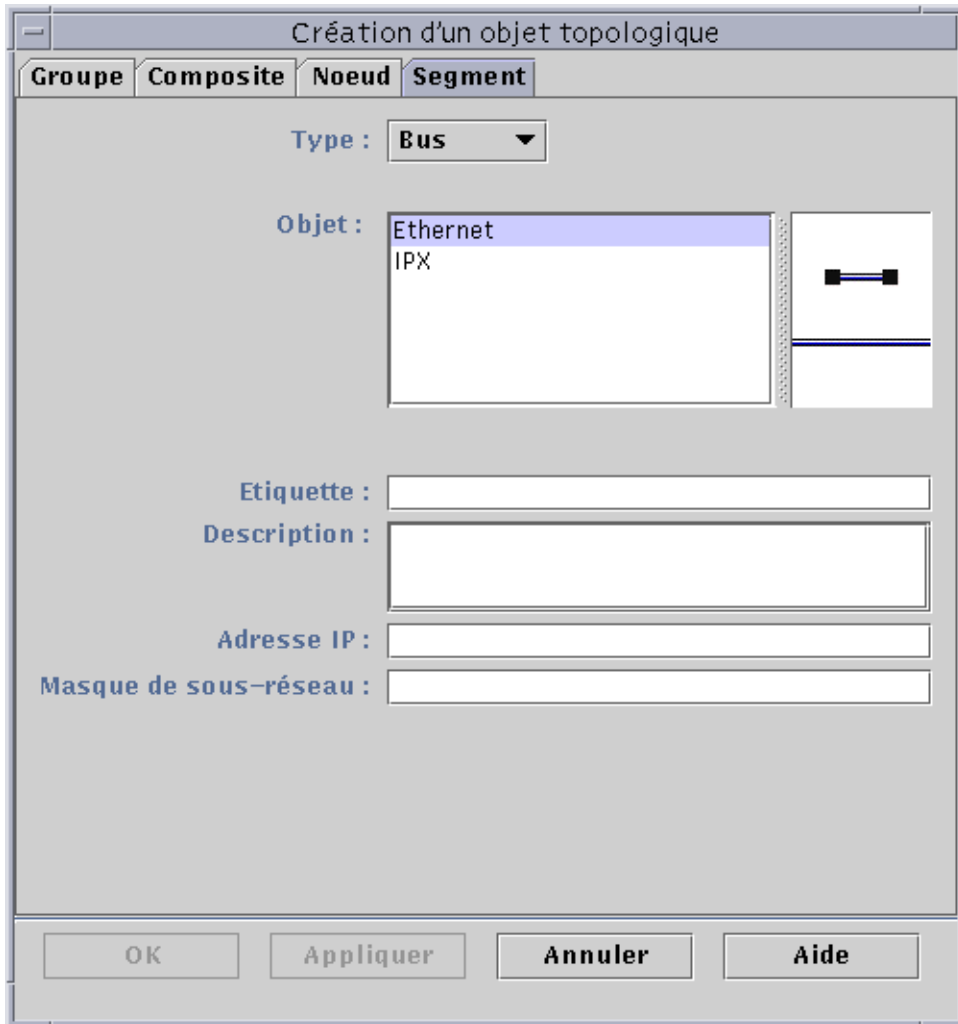 Création d'un objet topologique
Groupe Composite Noeud Segment
Type : Bus
Objet : Ethernet
IPX
Etiquette :
Description :
Adresse IP :
Masque de sous-réseau :
OK Appliquer Annuler Aide